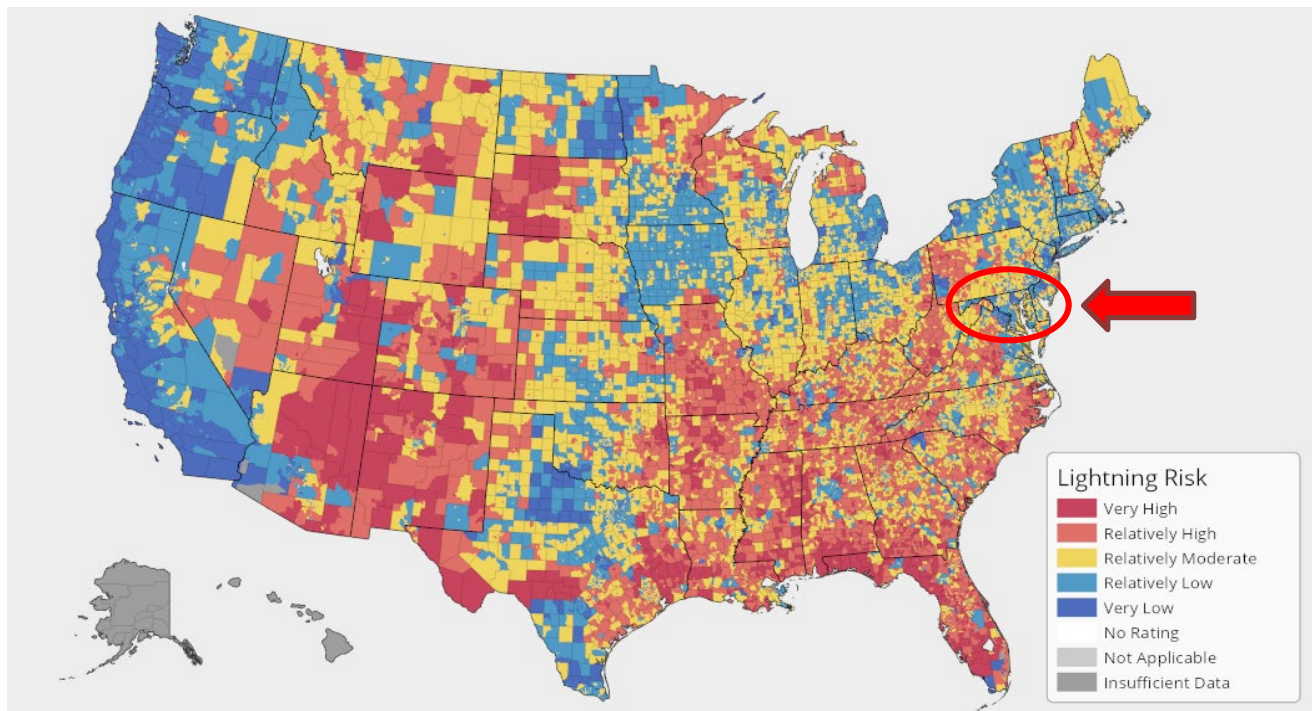 Lightning Risk
Very High
Relatively High
Relatively Moderate
Relatively Low
Very Low
No Rating
Not Applicable
Insufficient Data